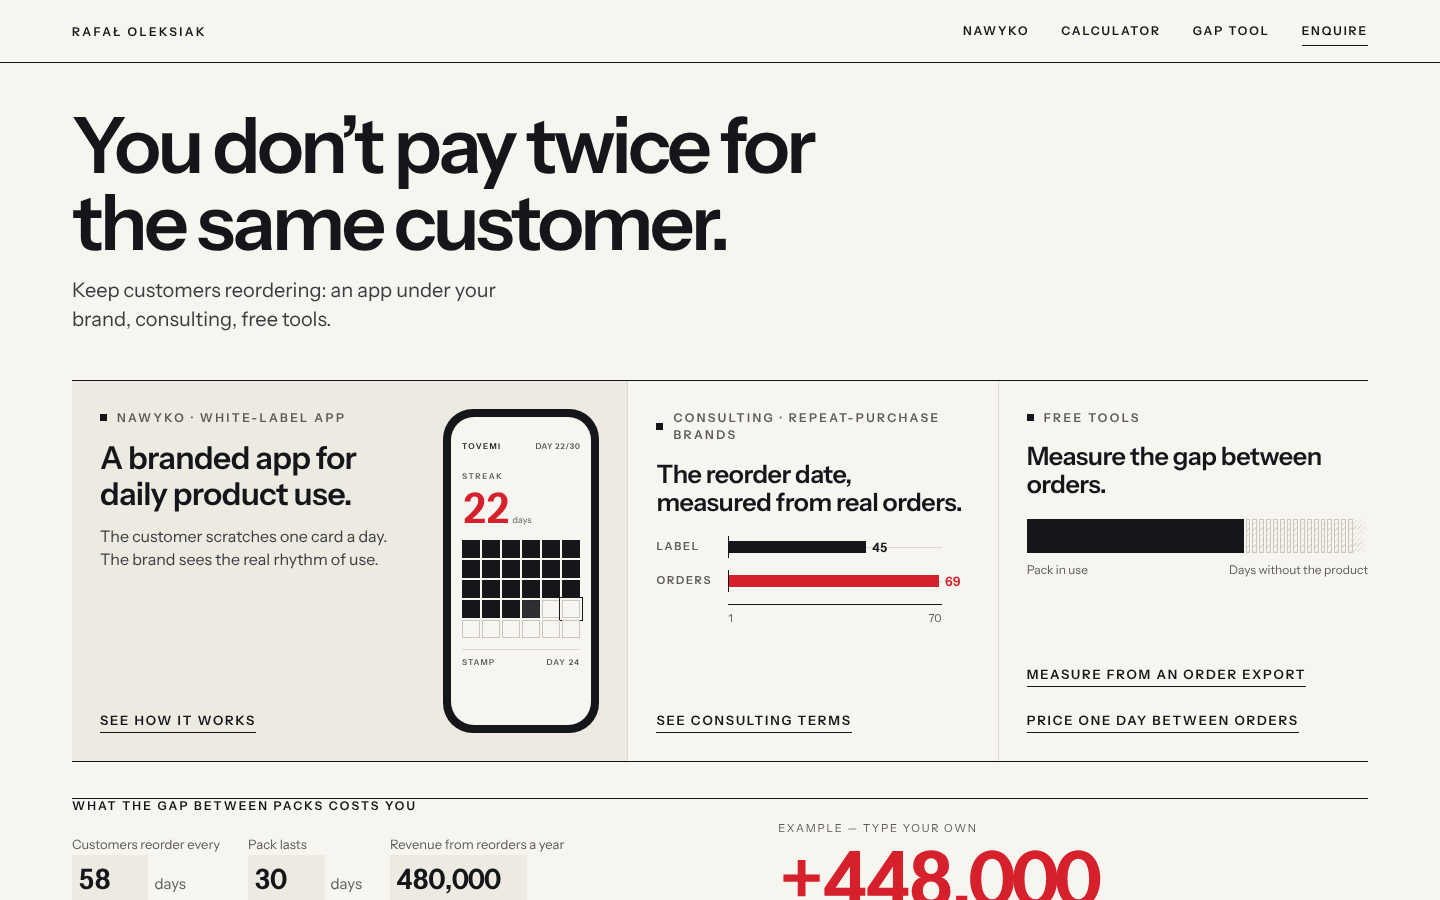 RAFAŁ OLEKSIAK
NAWYKO
CALCULATOR
GAP TOOL
ENQUIRE
You don’t pay twice for
the same customer.
Keep customers reordering: an app under your
brand, consulting, free tools.
NAWYKO · WHITE-LABEL APP
A branded app for
daily product use.
The customer scratches one card a day.
The brand sees the real rhythm of use.
SEE HOW IT WORKS
TOVEMI
DAY 22/30
STREAK
22 days
STAMP
DAY 24
CONSULTING · REPEAT-PURCHASE
BRANDS
The reorder date,
measured from real orders.
LABEL
45
ORDERS
69
1
70
SEE CONSULTING TERMS
FREE TOOLS
Measure the gap between
orders.
Pack in use
Days without the product
MEASURE FROM AN ORDER EXPORT
PRICE ONE DAY BETWEEN ORDERS
WHAT THE GAP BETWEEN PACKS COSTS YOU
Customers reorder every
58 days
Pack lasts
30 days
Revenue from reorders a year
480,000
EXAMPLE — TYPE YOUR OWN
+448,000